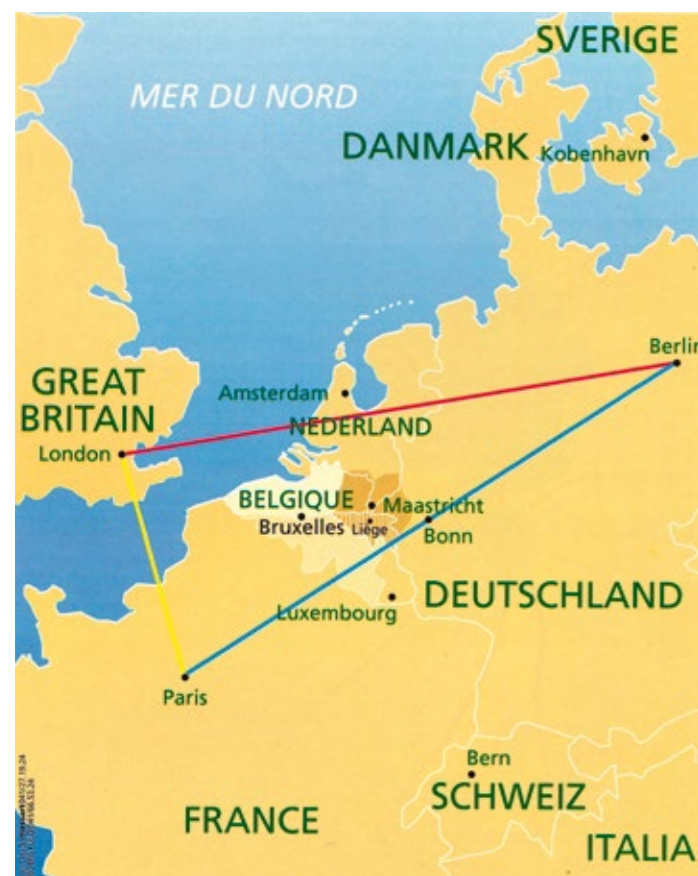 SVERIGE
MER DU NORD
DANMARK
Kobenhavn
Berlin
GREAT
BRITAIN
Amsterdam
NEDERLAND
London
BELGIQUE
Maastricht
Bruxelles
Liège
Bonn
DEUTSCHLAND
Luxembourg
Paris
Bern
SCHWEIZ
FRANCE
ITALIA